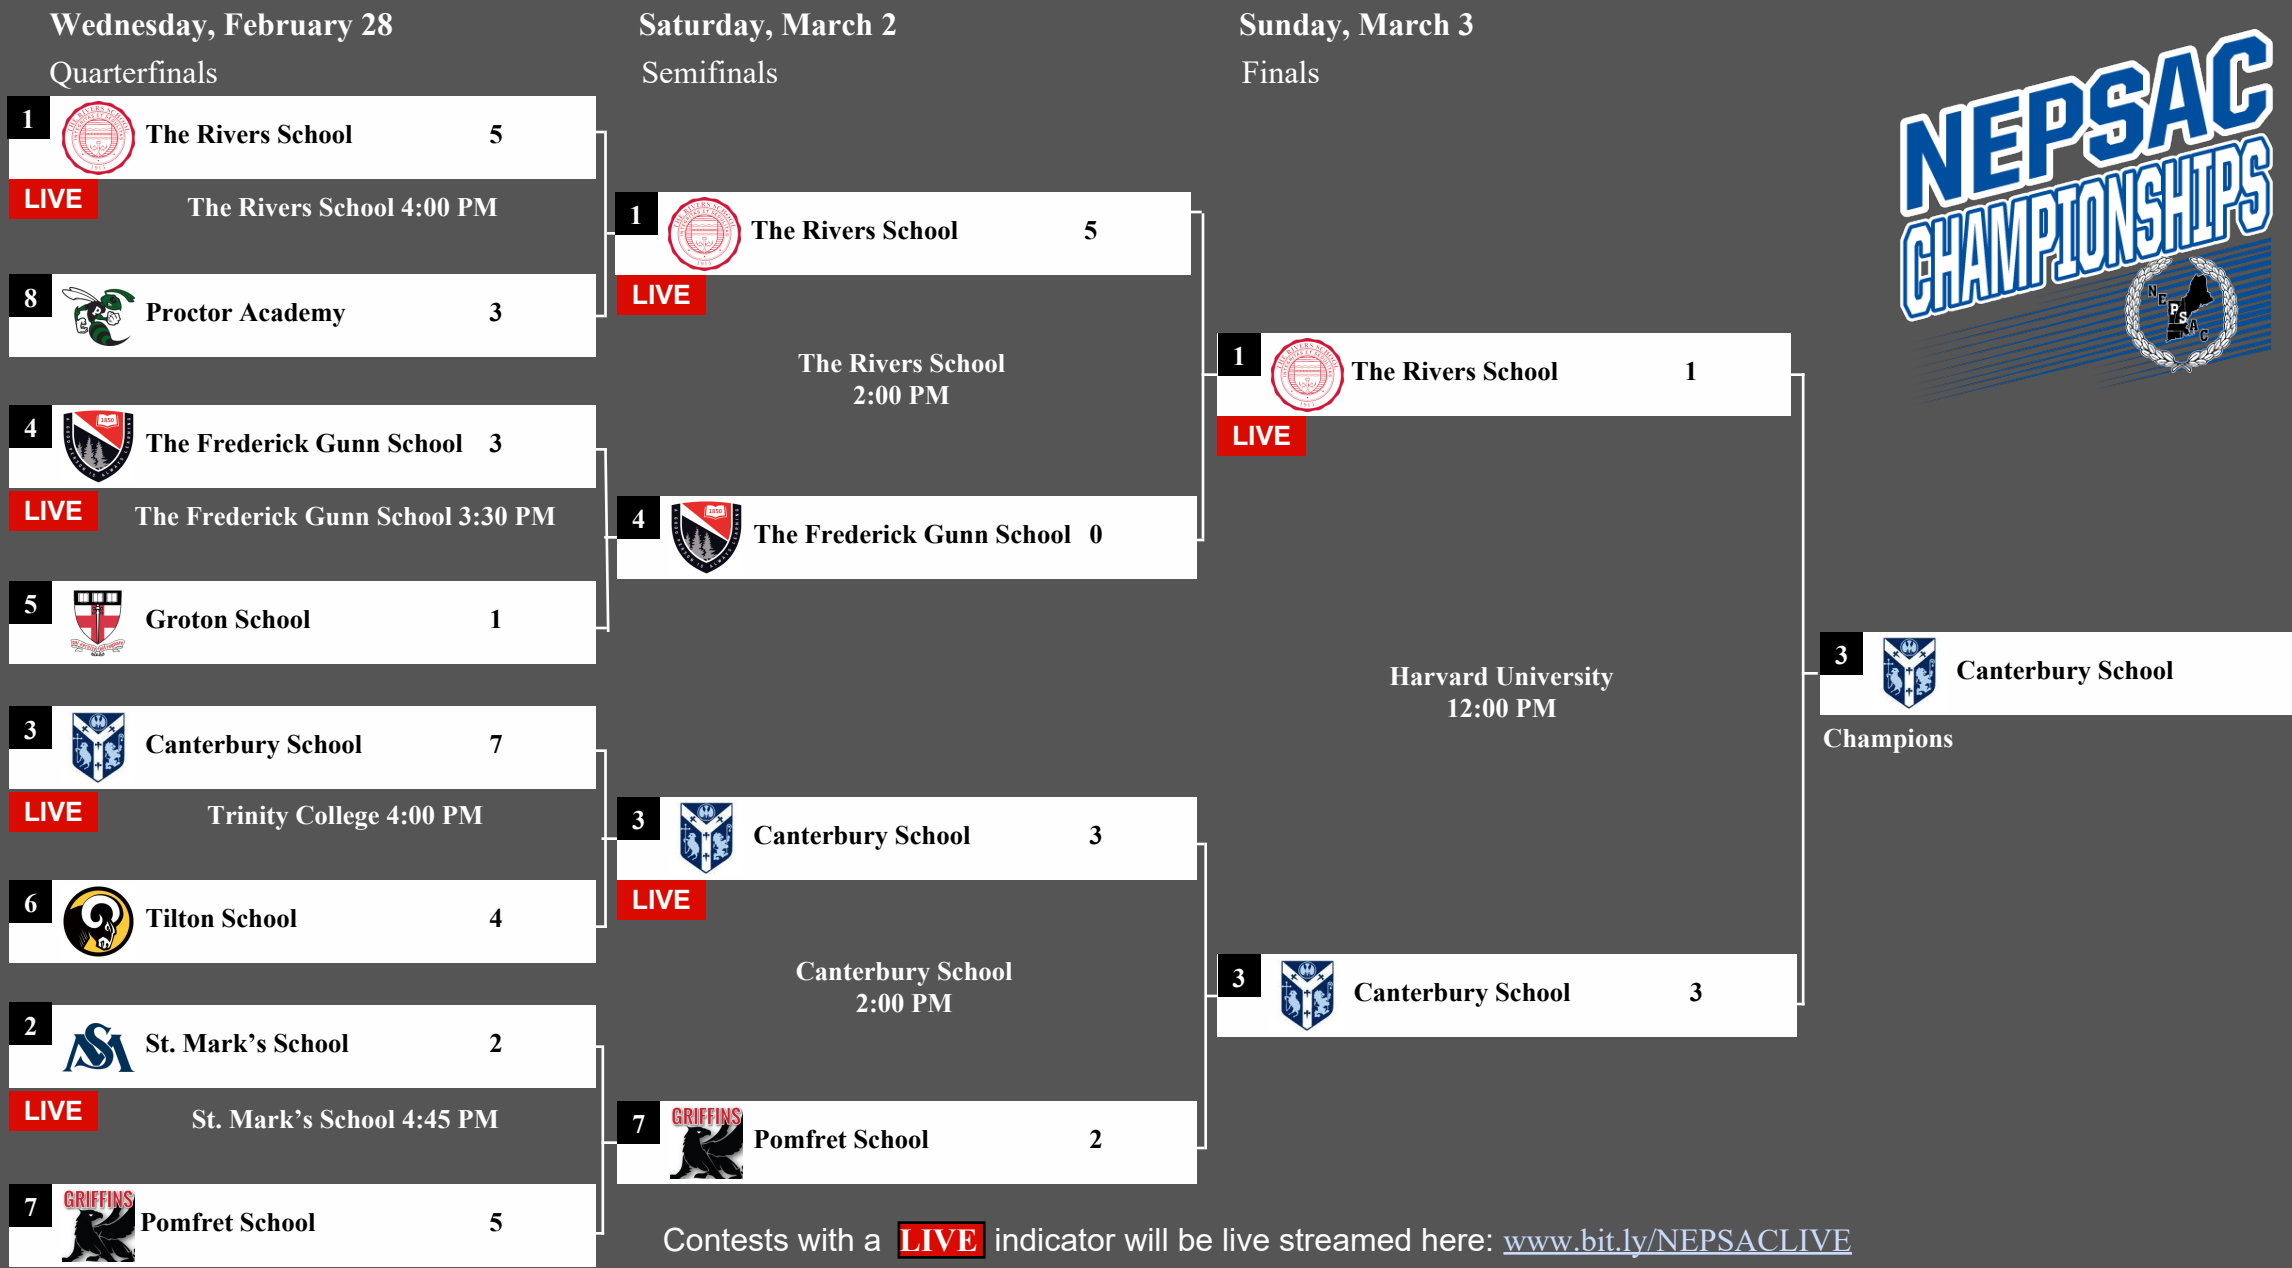 Wednesday, February 28
Saturday, March 2
Sunday, March 3
Quarterfinals
Semifinals
Finals
NEPSAC
CHAMPIONSHIPS
NEPSAC
1
The Rivers School 5
LIVE
The Rivers School 4:00 PM
8
Proctor Academy 3
4
1850
The Frederick Gunn School 3
LIVE
The Frederick Gunn School 3:30 PM
5
Groton School 1
3
Canterbury School 7
LIVE
Trinity College 4:00 PM
6
Tilton School 4
2
St. Mark’s School 2
LIVE
St. Mark’s School 4:45 PM
7
GRIFFINS
Pomfret School 5
1
THE RIVERS SCHOOL
1915
The Rivers School 5
LIVE
The Rivers School
2:00 PM
4
1850
The Frederick Gunn School 0
3
Canterbury School 3
LIVE
Canterbury School
2:00 PM
7
GRIFFINS
Pomfret School 2
1
The Rivers School 1
LIVE
Harvard University
12:00 PM
3
Canterbury School 3
3
Canterbury School
Champions
Contests with a LIVE indicator will be live streamed here: www.bit.ly/NEPSACLIVE